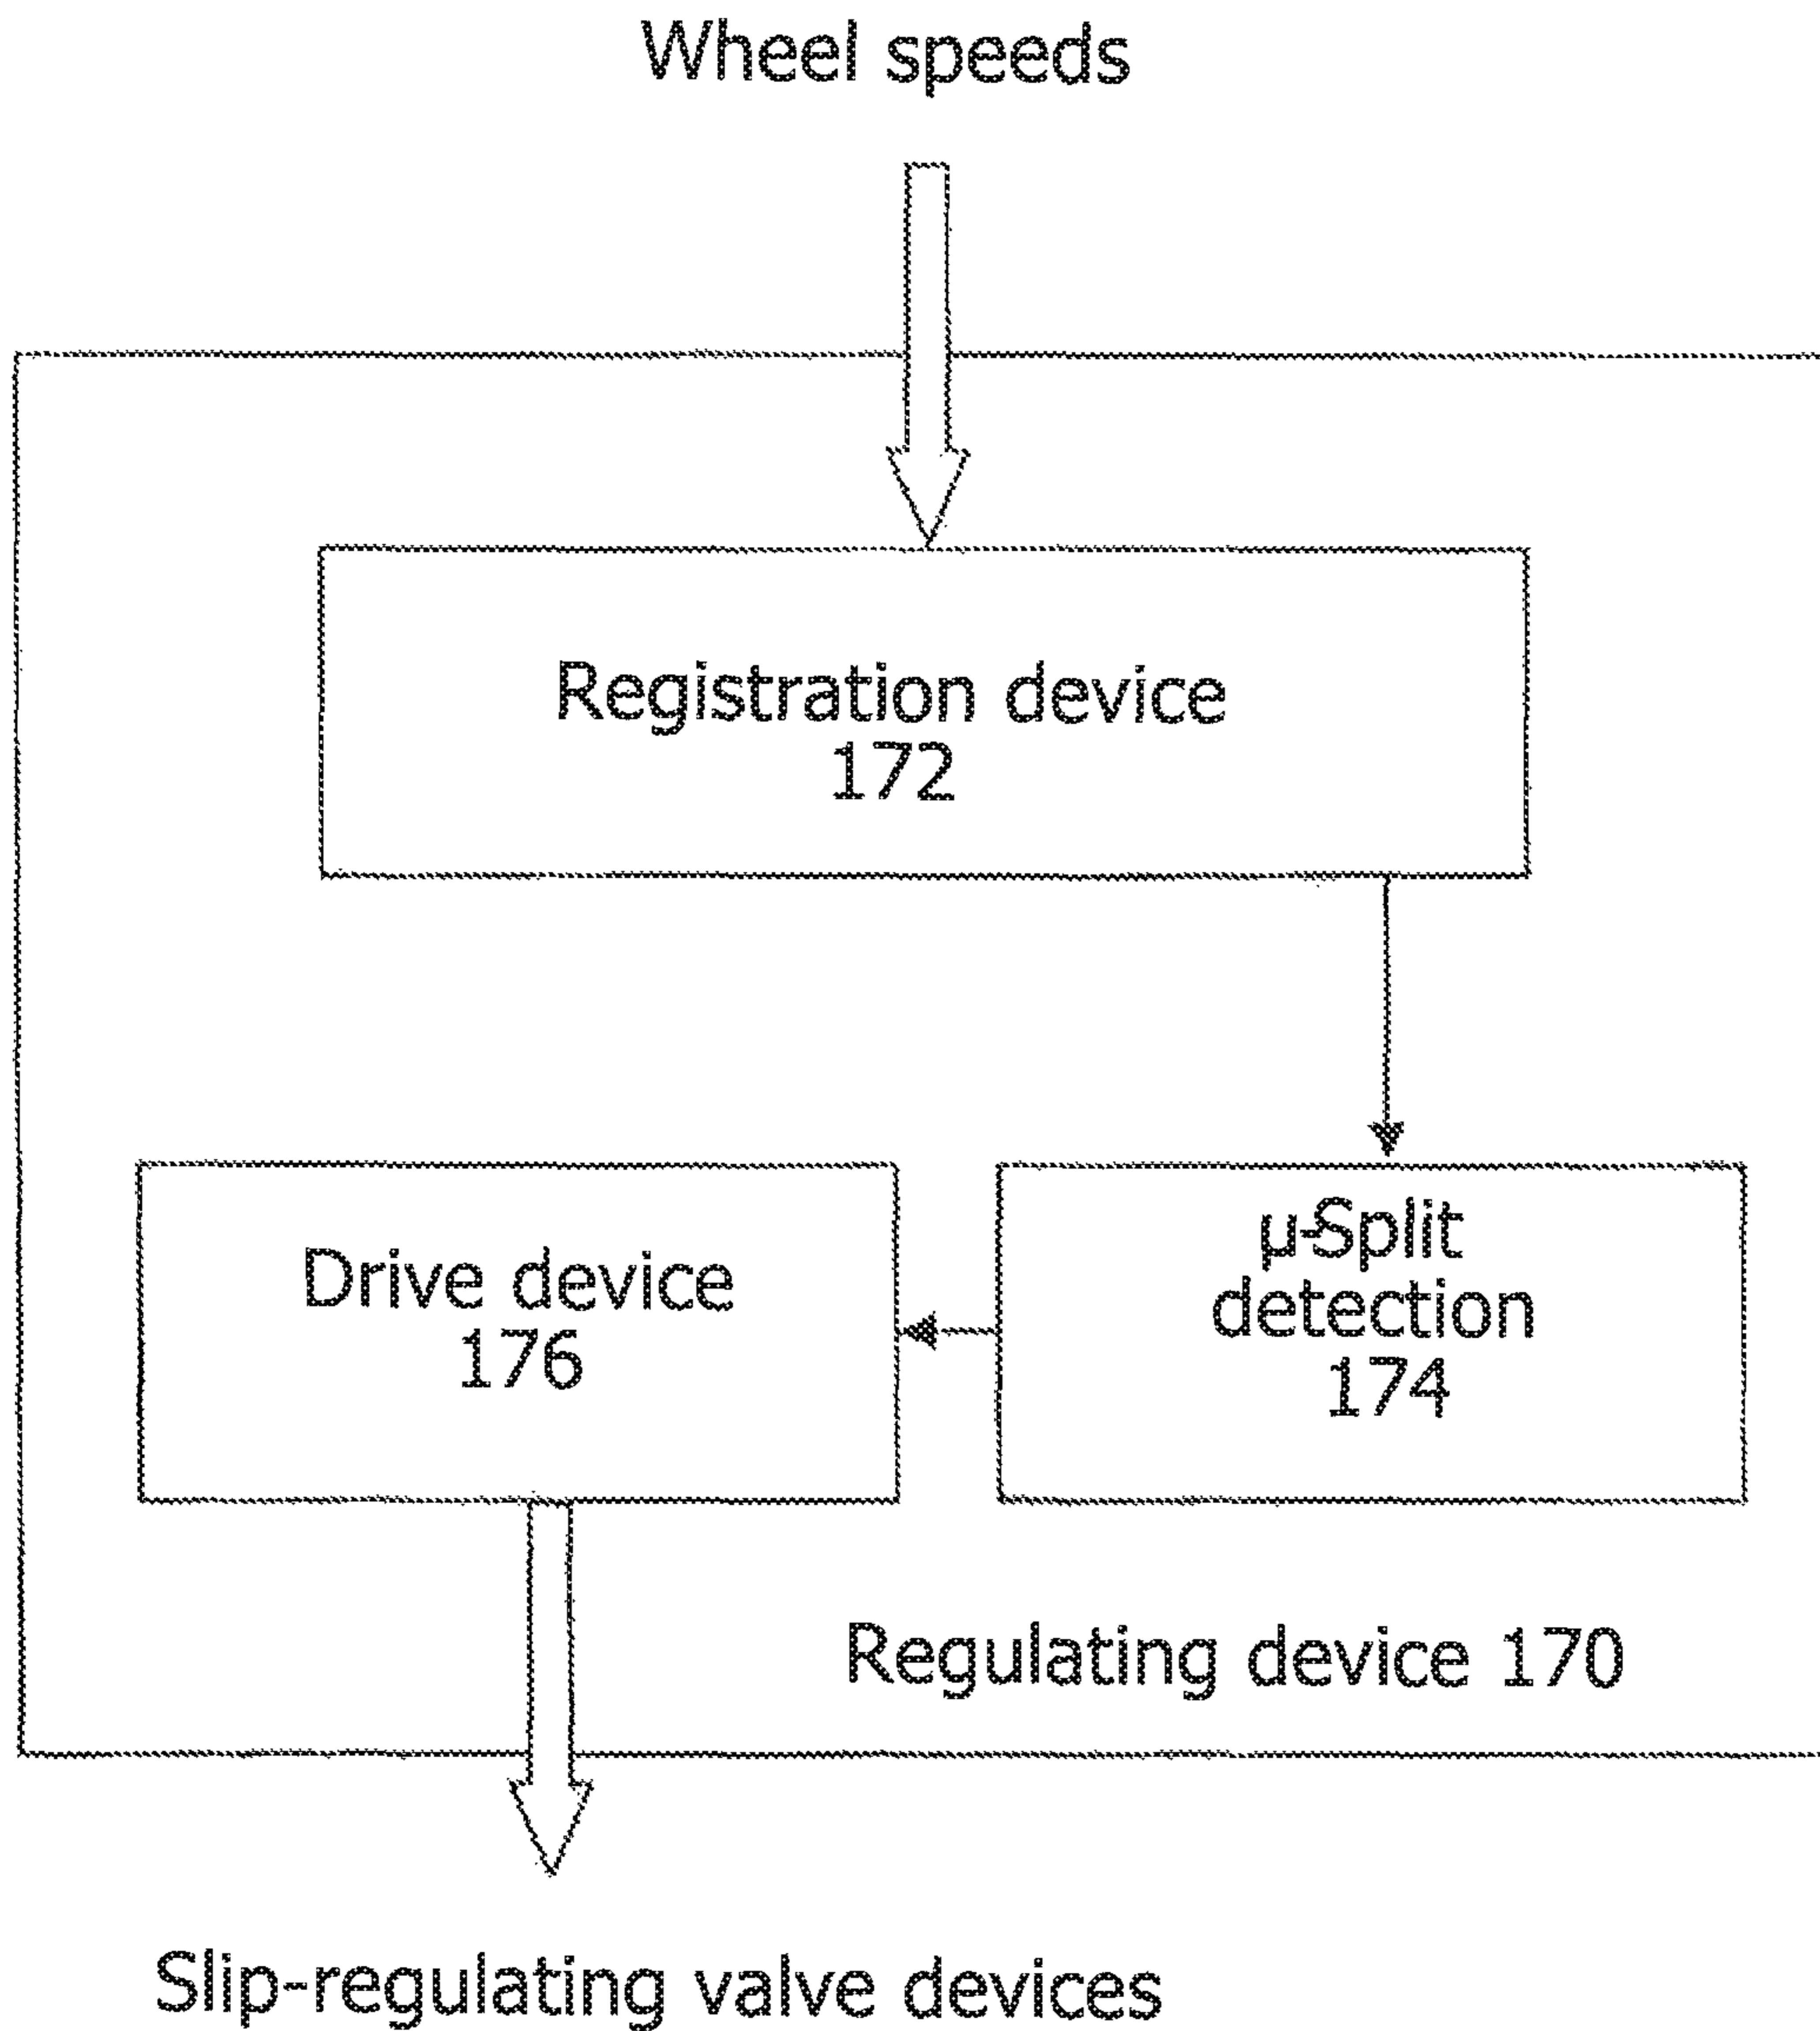 Wheel speeds
Registration device
172
Drive device
176
µ-Split
detection
174
Regulating device 170
Slip-regulating valve devices